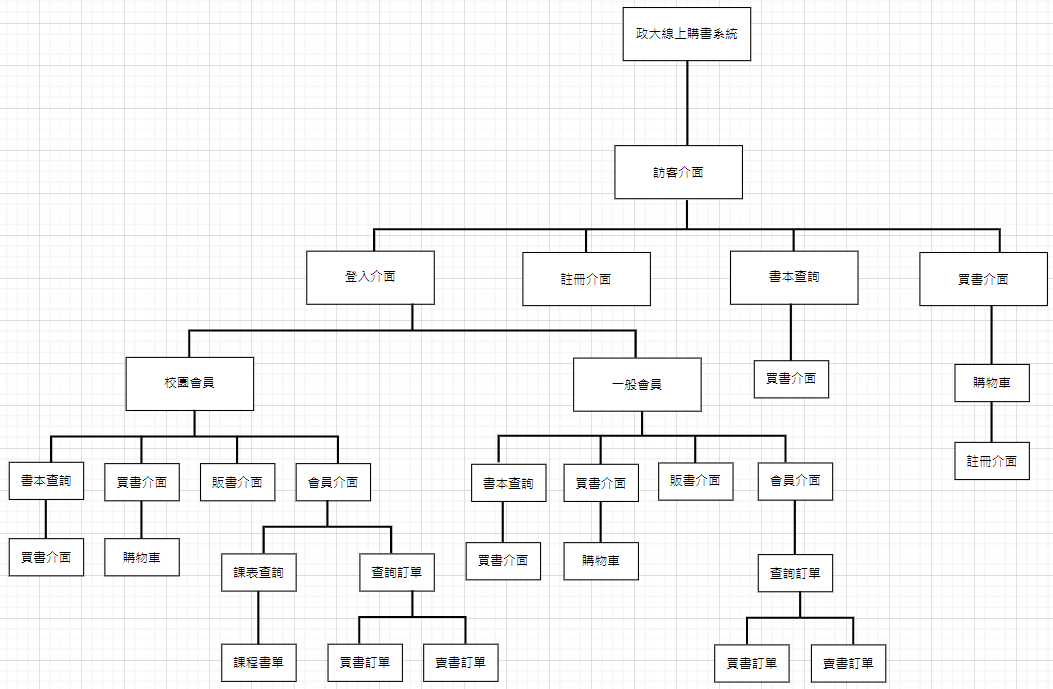 政大線上購書系統
訪客介面
登入介面
註冊介面
書本查詢
買書介面
校園會員
一般會員
買書介面
購物車
註冊介面
書本查詢
買書介面
販書介面
會員介面
書本查詢
買書介面
販書介面
會員介面
買書介面
購物車
課表查詢
查詢訂單
買書介面
購物車
查詢訂單
課程書單
買書訂單
賣書訂單
買書訂單
賣書訂單